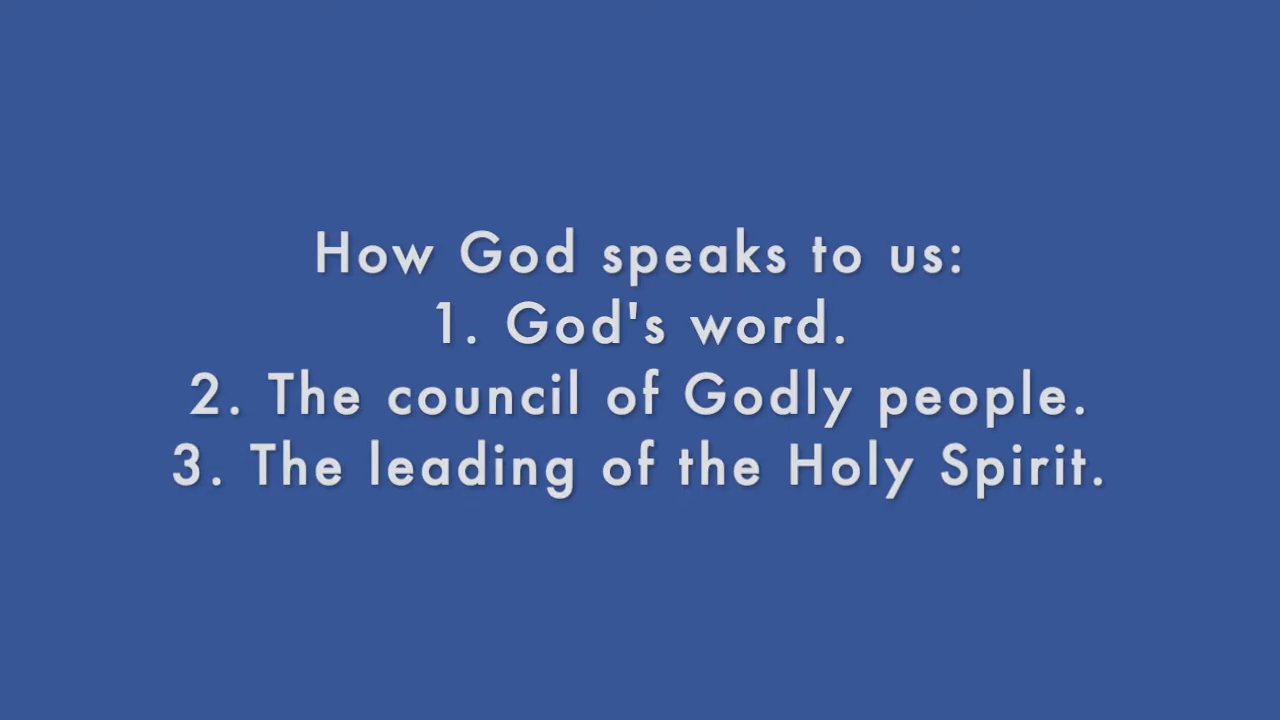 How God speaks to us:
1. God's word.
2. The council of Godly people.
3. The leading of the Holy Spirit.